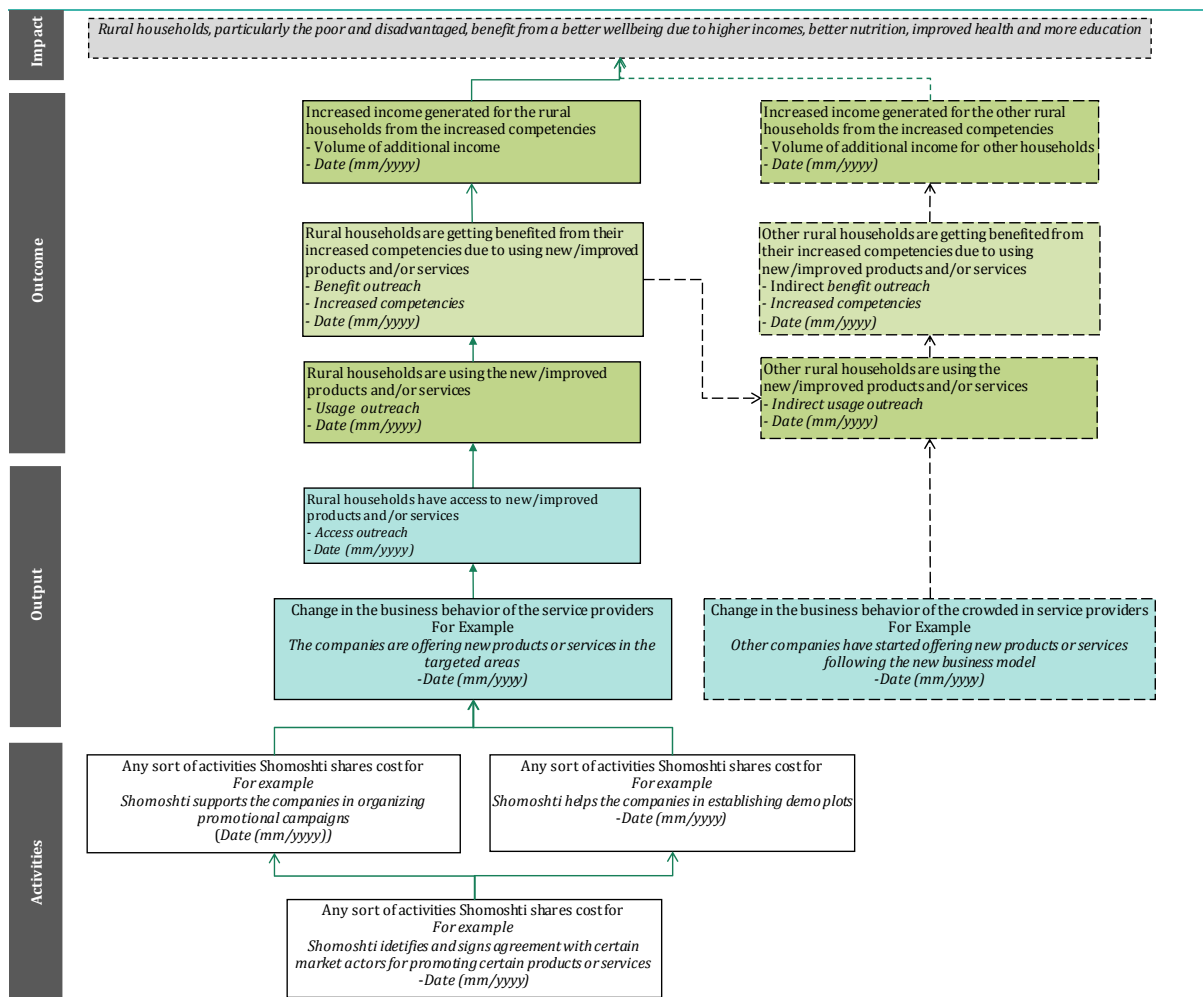 Impact
Rural households, particularly the poor and disadvantaged, benefit from a better wellbeing due to higher incomes, better nutrition, improved health and more education
Outcome
Increased income generated for the rural
households from the increased competencies
- Volume of additional income
- Date (mm/yyyy)
Increased income generated for the other rural
households from the increased competencies
- Volume of additional income for other households
- Date (mm/yyyy)
Rural households are getting benefited from their
increased competencies due to using new/improved
products and/or services
- Benefit outreach
- Increased competencies
- Date (mm/yyyy)
Other rural households are getting benefited from
their increased competencies due to using
new/improved products and/or services
- Indirect benefit outreach
- Increased competencies
- Date (mm/yyyy)
Rural households are using the new/improved
products and/or services
- Usage outreach
- Date (mm/yyyy)
Other rural households are using the
new/improved products and/or services
- Indirect usage outreach
- Date (mm/yyyy)
Output
Rural households have access to new/improved
products and/or services
- Access outreach
- Date (mm/yyyy)
Change in the business behavior of the service providers
For Example
The companies are offering new products or services in the
targeted areas
-Date (mm/yyyy)
Change in the business behavior of the crowded in service providers
For Example
Other companies have started offering new products or services
following the new business model
-Date (mm/yyyy)
Activities
Any sort of activities Shomoshti shares cost for
For example
Shomoshti supports the companies in organizing
promotional campaigns
(Date (mm/yyyy))
Any sort of activities Shomoshti shares cost for
For example
Shomoshti helps the companies in establishing demo plots
-Date (mm/yyyy)
Any sort of activities Shomoshti shares cost for
For example
Shomoshti idetifies and signs agreement with certain
market actors for promoting certain products or services
-Date (mm/yyyy)